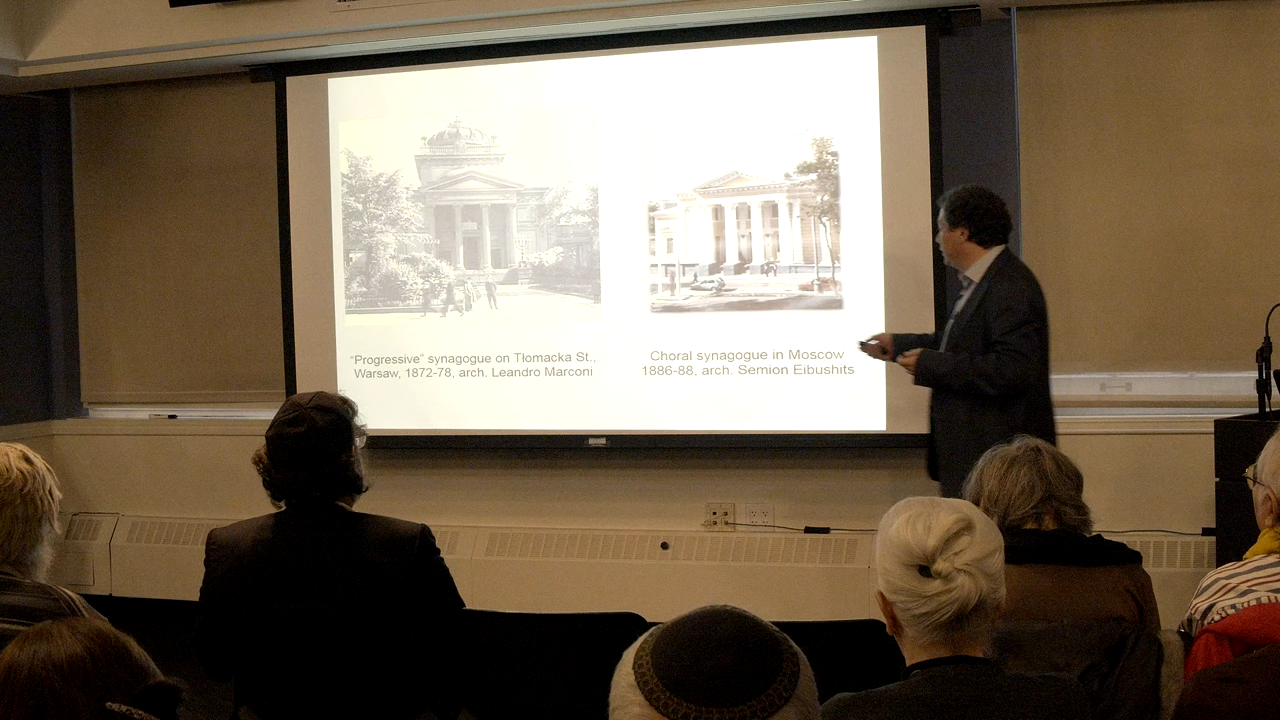 "Progressive" synagogue on Tłomacka St.,
Warsaw, 1872-78, arch. Leandro Marconi
Choral synagogue in Moscow
1886-88, arch. Semion Eibushits